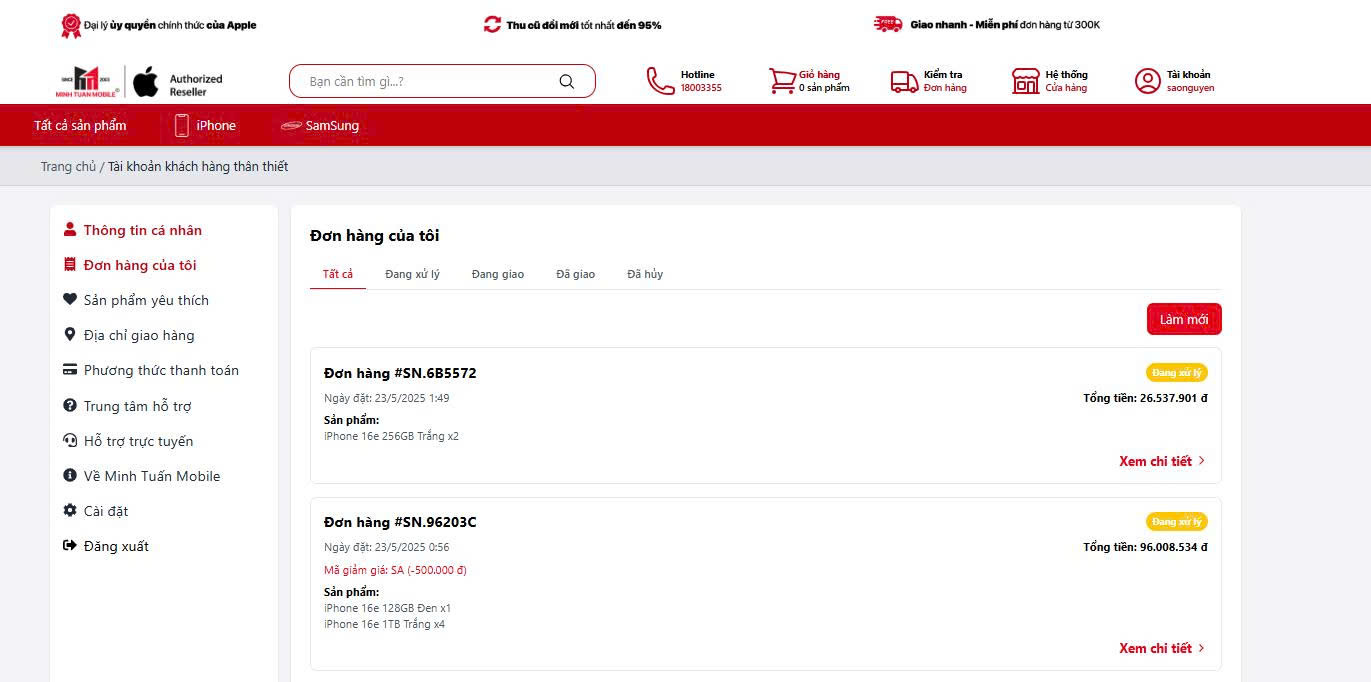 Đại lý ủy quyền chính thức của Apple
Thu cũ đổi mới tốt nhất đến 95%
FREE
Giao nhanh - Miễn phí đơn hàng từ 300K
SINCE 2003
MINH TUAN MOBILE®
Authorized
Reseller
Bạn cần tìm gì...?
Hotline
18003355
Giỏ hàng
0 sản phẩm
Kiểm tra
Đơn hàng
Hệ thống
Cửa hàng
Tài khoản
saonguyen
Tất cả sản phẩm
iPhone
SamSung
Trang chủ / Tài khoản khách hàng thân thiết
Thông tin cá nhân
Đơn hàng của tôi
Sản phẩm yêu thích
Địa chỉ giao hàng
Phương thức thanh toán
Trung tâm hỗ trợ
Hỗ trợ trực tuyến
Về Minh Tuấn Mobile
Cài đặt
Đăng xuất
Đơn hàng của tôi
Tất cả Đang xử lý Đang giao Đã giao Đã hủy
Làm mới
Đơn hàng #SN.6B5572
Đang xử lý
Ngày đặt: 23/5/2025 1:49
Tổng tiền: 26.537.901 đ
Sản phẩm:
iPhone 16e 256GB Trắng x2
Xem chi tiết
Đơn hàng #SN.96203C
Đang xử lý
Ngày đặt: 23/5/2025 0:56
Tổng tiền: 96.008.534 đ
Mã giảm giá: SA (-500.000 đ)
Sản phẩm:
iPhone 16e 128GB Đen x1
iPhone 16e 1TB Trắng x4
Xem chi tiết